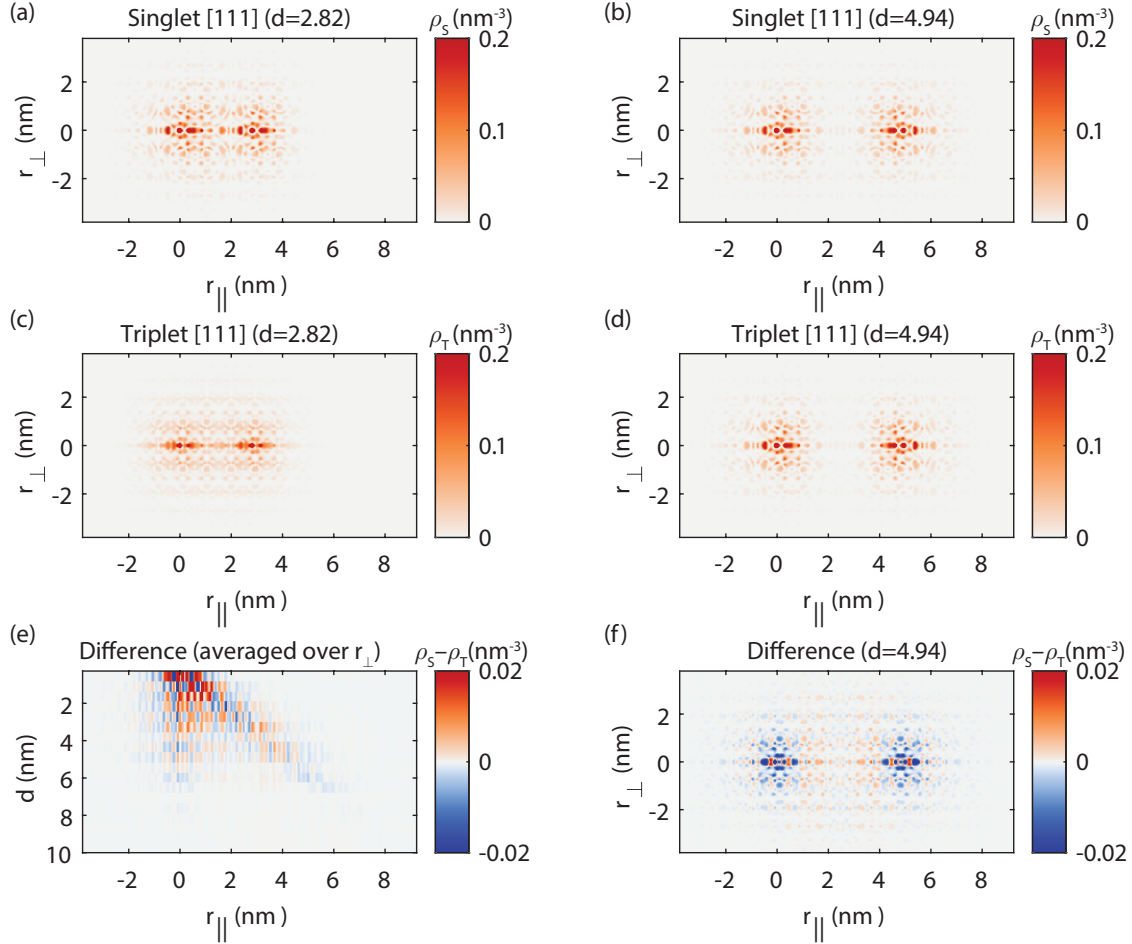 (a)
Singlet [111] (d=2.82)
ρS (nm-3)
2
0
-2
r⊥ (nm)
-2 0 2 4 6 8
r|| (nm )
0.2
0.1
0
(b)
Singlet [111] (d=4.94)
ρS (nm-3)
2
0
-2
r⊥ (nm)
-2 0 2 4 6 8
r|| (nm )
0.2
0.1
0
(c)
Triplet [111] (d=2.82)
ρT (nm-3)
2
0
-2
r⊥ (nm)
-2 0 2 4 6 8
r|| (nm )
0.2
0.1
0
(d)
Triplet [111] (d=4.94)
ρT (nm-3)
2
0
-2
r⊥ (nm)
-2 0 2 4 6 8
r|| (nm )
0.2
0.1
0
(e)
Difference (averaged over r⊥)
ρS−ρT(nm-3)
2
4
6
8
10
d (nm)
-2 0 2 4 6 8
r|| (nm )
0.02
0
-0.02
(f)
Difference (d=4.94)
ρS−ρT(nm-3)
2
0
-2
r⊥ (nm)
-2 0 2 4 6 8
r|| (nm )
0.02
0
-0.02